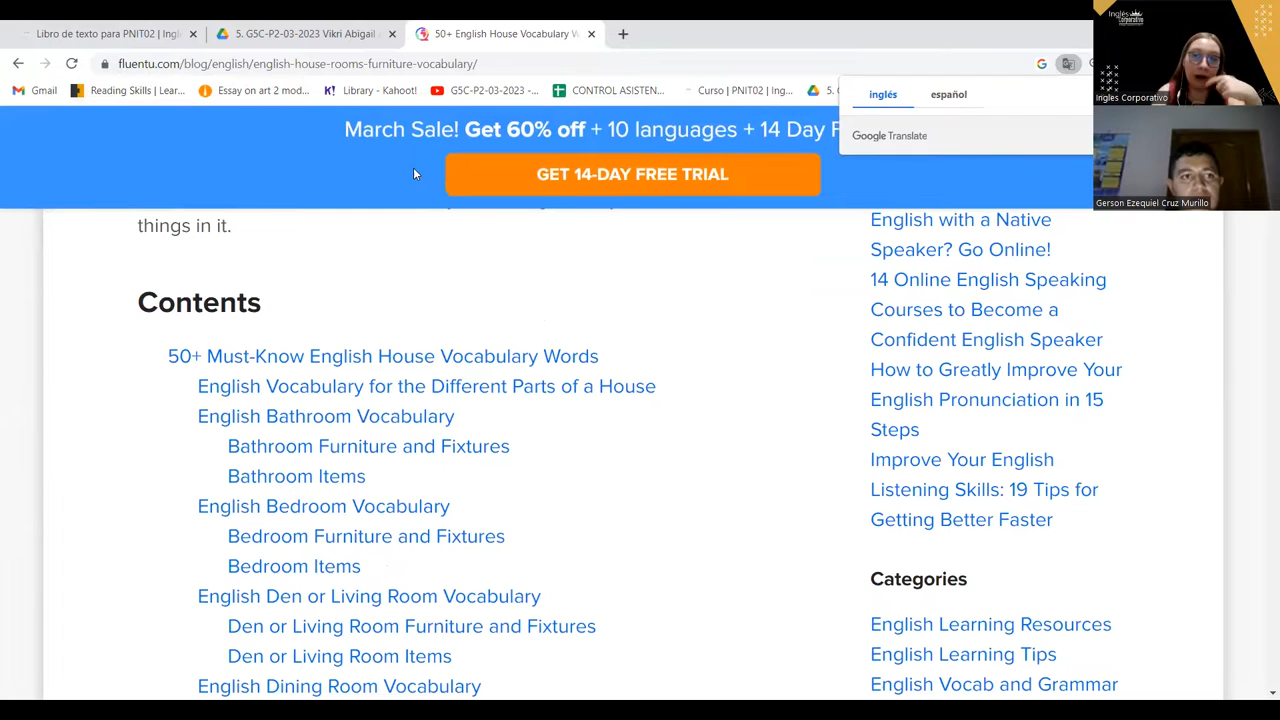 Libro de texto para PNIT02 | Ingl
5. G5C-P2-03-2023 Vikri Abigail
50+ English House Vocabulary W
fluentu.com/blog/english/english-house-rooms-furniture-vocabulary/
Gmail
Reading Skills | Lear...
Essay on art 2 mod...
Library - Kahoot!
G5C-P2-03-2023 -...
CONTROL ASISTEN...
Curso | PNIT02 | Ing...
5.
inglés
español
Google Translate
Inglés
Corporativo
Ingles Corporativo
Gerson Ezequiel Cruz Murillo
March Sale! Get 60% off + 10 languages + 14 Day F
GET 14-DAY FREE TRIAL
things in it.
Contents
50+ Must-Know English House Vocabulary Words
English Vocabulary for the Different Parts of a House
English Bathroom Vocabulary
Bathroom Furniture and Fixtures
Bathroom Items
English Bedroom Vocabulary
Bedroom Furniture and Fixtures
Bedroom Items
English Den or Living Room Vocabulary
Den or Living Room Furniture and Fixtures
Den or Living Room Items
English Dining Room Vocabulary
English with a Native
Speaker? Go Online!
14 Online English Speaking
Courses to Become a
Confident English Speaker
How to Greatly Improve Your
English Pronunciation in 15
Steps
Improve Your English
Listening Skills: 19 Tips for
Getting Better Faster
Categories
English Learning Resources
English Learning Tips
English Vocab and Grammar